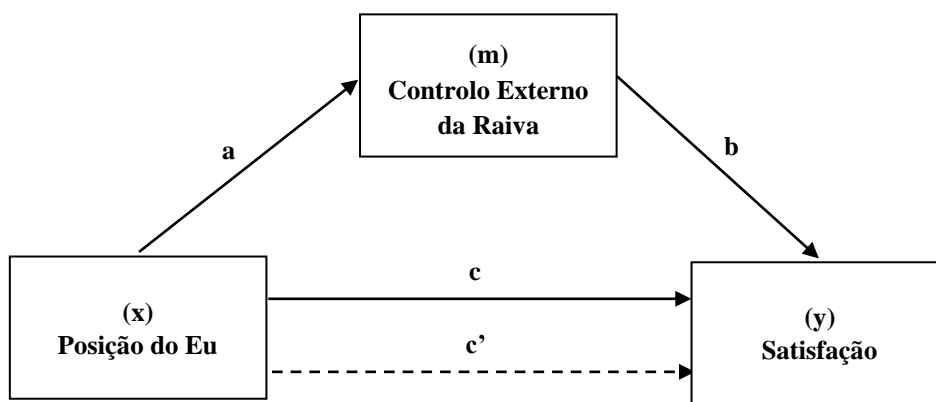 (m)
Controlo Externo
da Raiva
a
b
(x)
Posição do Eu
c
c’
(y)
Satisfação